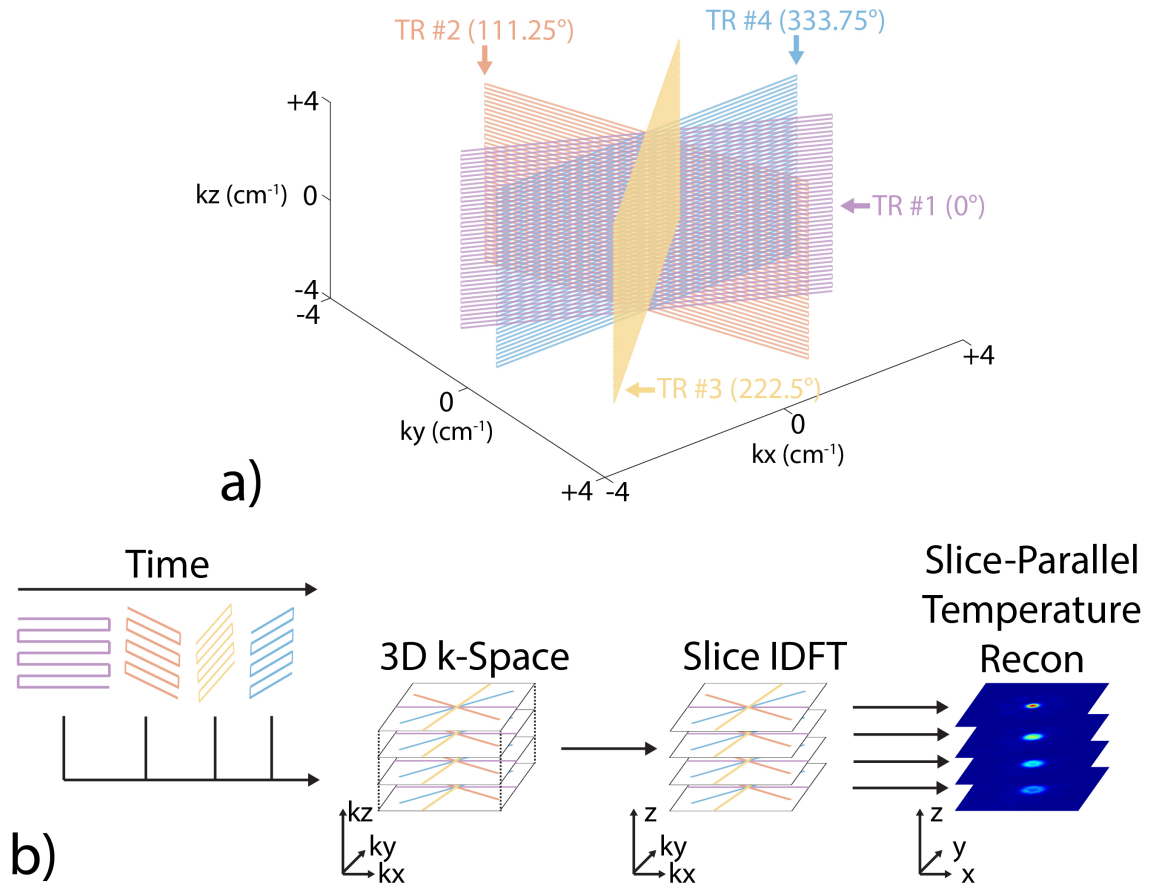 TR #2 (111.25°)
TR #4 (333.75°)
+4
kz (cm-1)
0
TR #1 (0°)
-4
-4
TR #3 (222.5°)
+4
0
0
ky (cm-1)
kx (cm-1)
+4
-4
a)
Time
Slice-Parallel
Temperature
Recon
3D k-Space
Slice IDFT
kz
ky
kx
z
ky
kx
z
y
x
b)